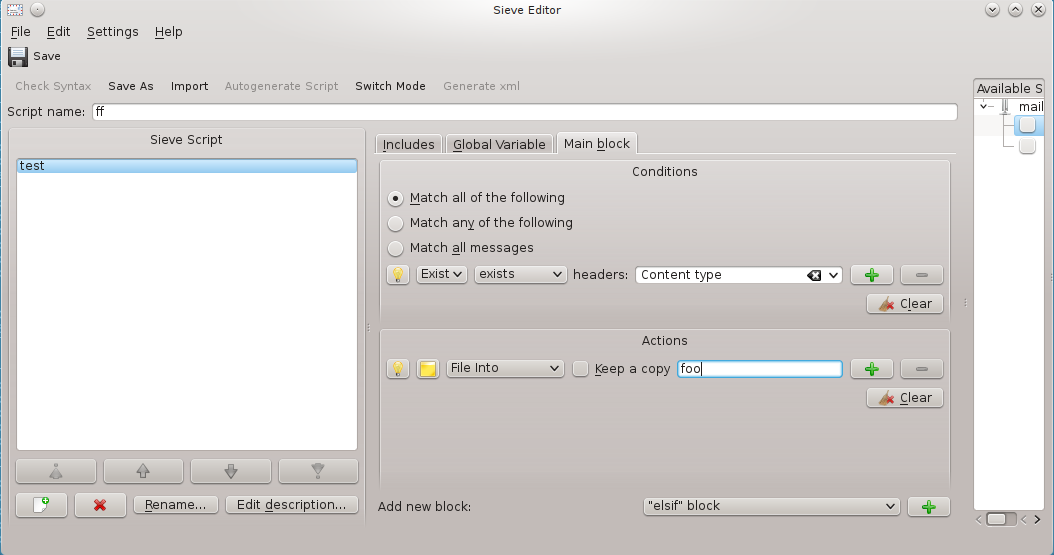 Sieve Editor
File Edit Settings Help
Save
Check Syntax Save As Import Autogenerate Script Switch Mode Generate xml
Script name: ff
Available S
mail
Sieve Script
test
Includes Global Variable Main block
Conditions
Match all of the following
Match any of the following
Match all messages
Exist exists headers: Content type
Clear
Actions
File Into Keep a copy foo
Clear
Rename... Edit description...
Add new block: "elsif" block